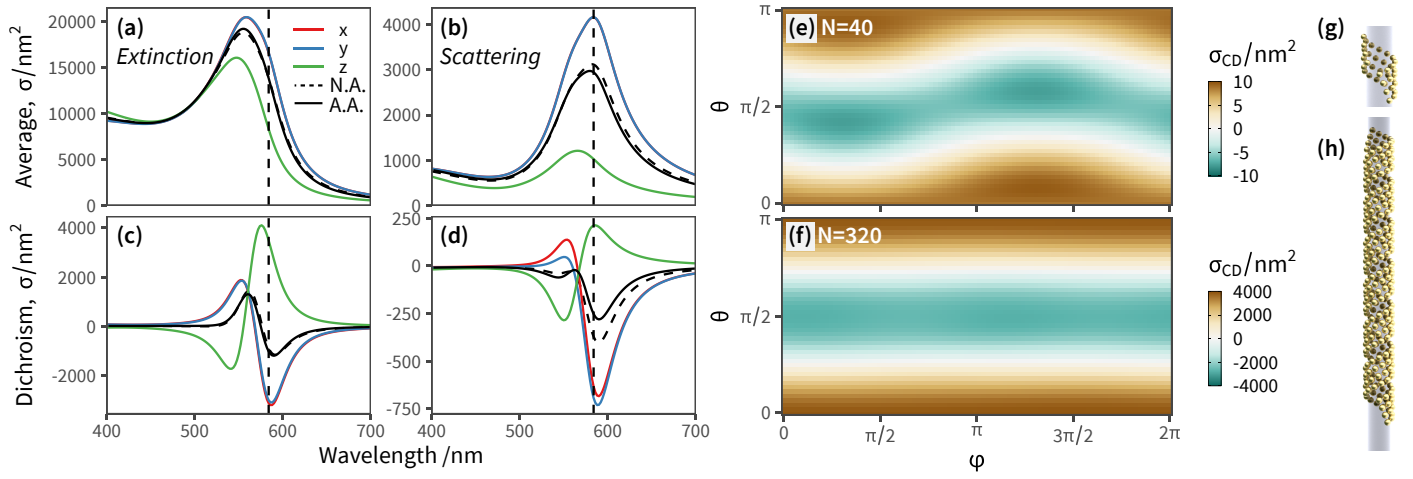 (a)
Extinction
x
y
z
N.A.
A.A.
Average, σ/nm²
20000
15000
10000
5000
0
(b)
Scattering
4000
3000
2000
1000
0
(c)
Dichroism, σ/nm²
4000
2000
0
-2000
400
500
600
700
(d)
250
0
-250
-500
-750
400
500
600
700
Wavelength /nm
(e) N=40
θ
π
π/2
0
σCD/nm²
10
5
0
-5
-10
(f) N=320
θ
π
π/2
0
0
π/2
π
3π/2
2π
φ
σCD/nm²
4000
2000
0
-2000
-4000
(g)
(h)